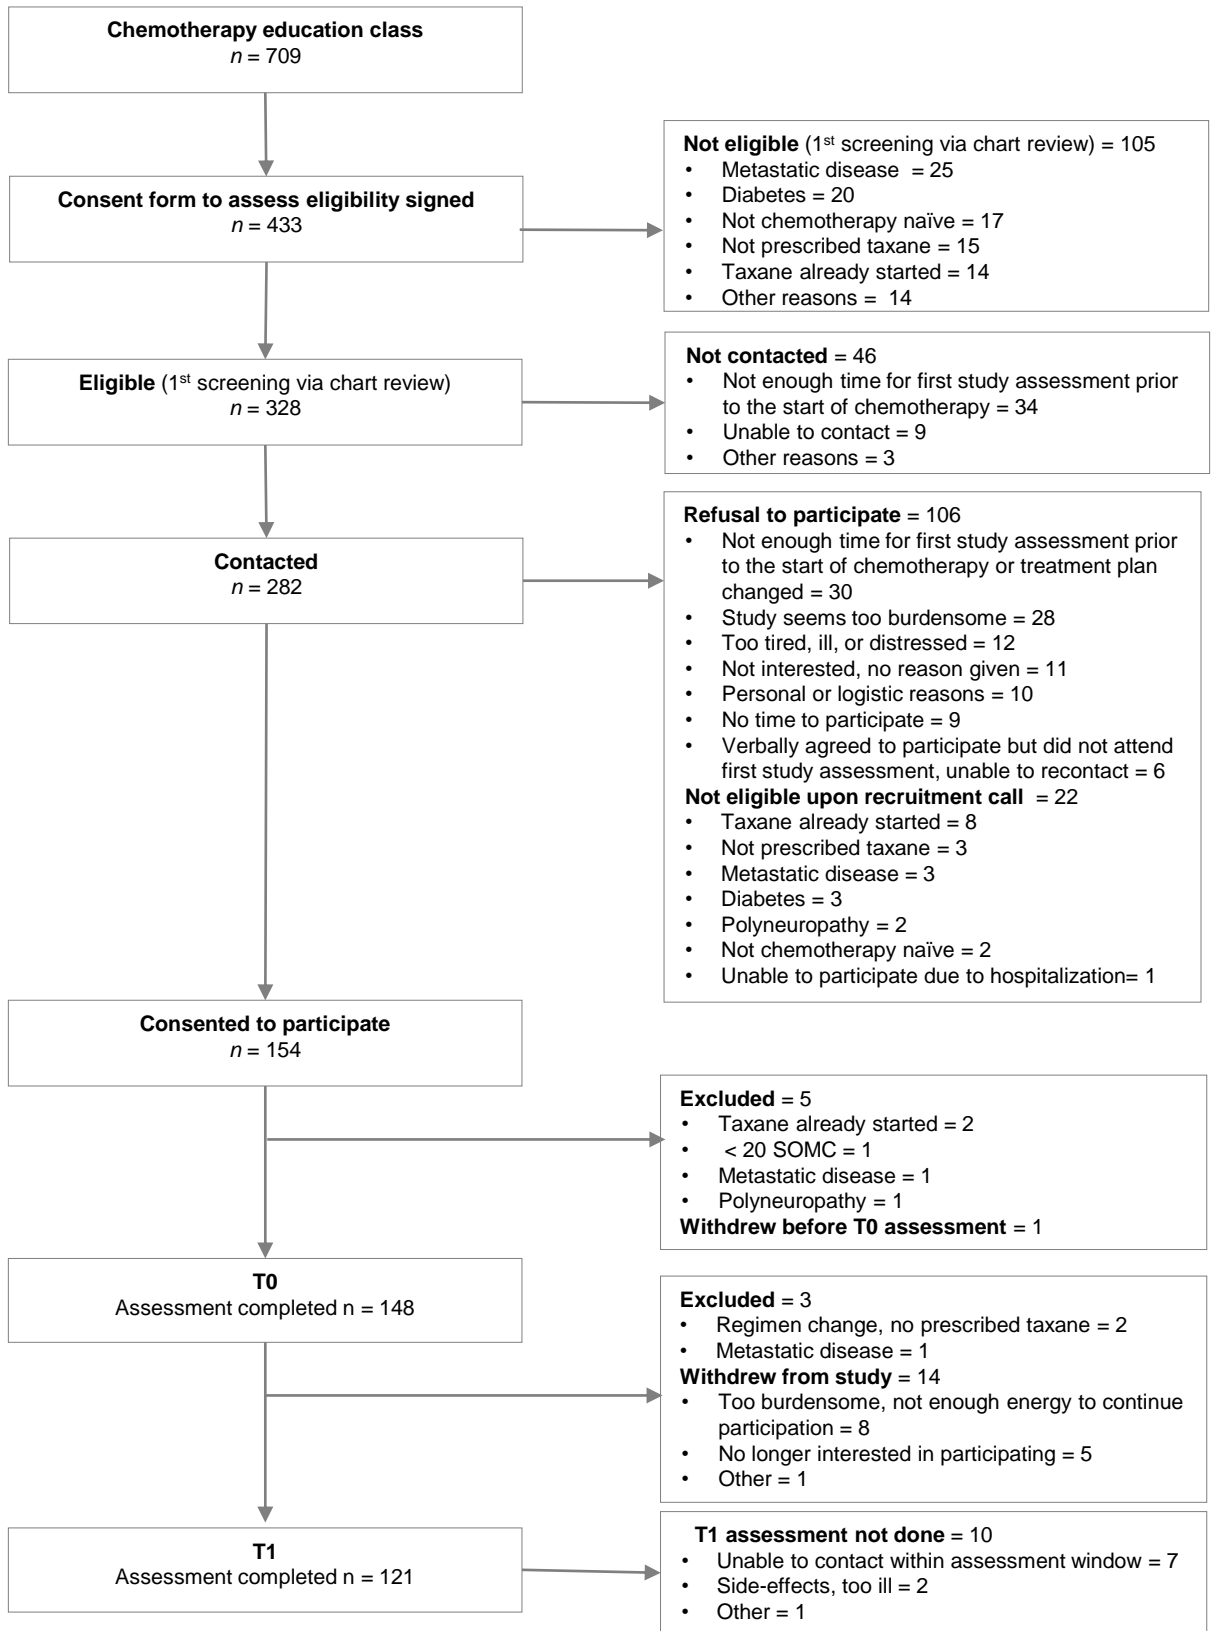 Chemotherapy education class
n = 709
Consent form to assess eligibility signed
n = 433
Not eligible (1st screening via chart review) = 105
• Metastatic disease = 25
• Diabetes = 20
• Not chemotherapy naïve = 17
• Not prescribed taxane = 15
• Taxane already started = 14
• Other reasons = 14
Eligible (1st screening via chart review)
n = 328
Not contacted = 46
• Not enough time for first study assessment prior
to the start of chemotherapy = 34
• Unable to contact = 9
• Other reasons = 3
Contacted
n = 282
Refusal to participate = 106
• Not enough time for first study assessment prior
to the start of chemotherapy or treatment plan
changed = 30
• Study seems too burdensome = 28
• Too tired, ill, or distressed = 12
• Not interested, no reason given = 11
• Personal or logistic reasons = 10
• No time to participate = 9
• Verbally agreed to participate but did not attend
first study assessment, unable to recontact = 6
Not eligible upon recruitment call = 22
• Taxane already started = 8
• Not prescribed taxane = 3
• Metastatic disease = 3
• Diabetes = 3
• Polyneuropathy = 2
• Not chemotherapy naïve = 2
• Unable to participate due to hospitalization= 1
Consented to participate
n = 154
Excluded = 5
• Taxane already started = 2
• < 20 SOMC = 1
• Metastatic disease = 1
• Polyneuropathy = 1
Withdrew before T0 assessment = 1
T0
Assessment completed n = 148
Excluded = 3
• Regimen change, no prescribed taxane = 2
• Metastatic disease = 1
Withdrew from study = 14
• Too burdensome, not enough energy to continue
participation = 8
• No longer interested in participating = 5
• Other = 1
T1
Assessment completed n = 121
T1 assessment not done = 10
• Unable to contact within assessment window = 7
• Side-effects, too ill = 2
• Other = 1